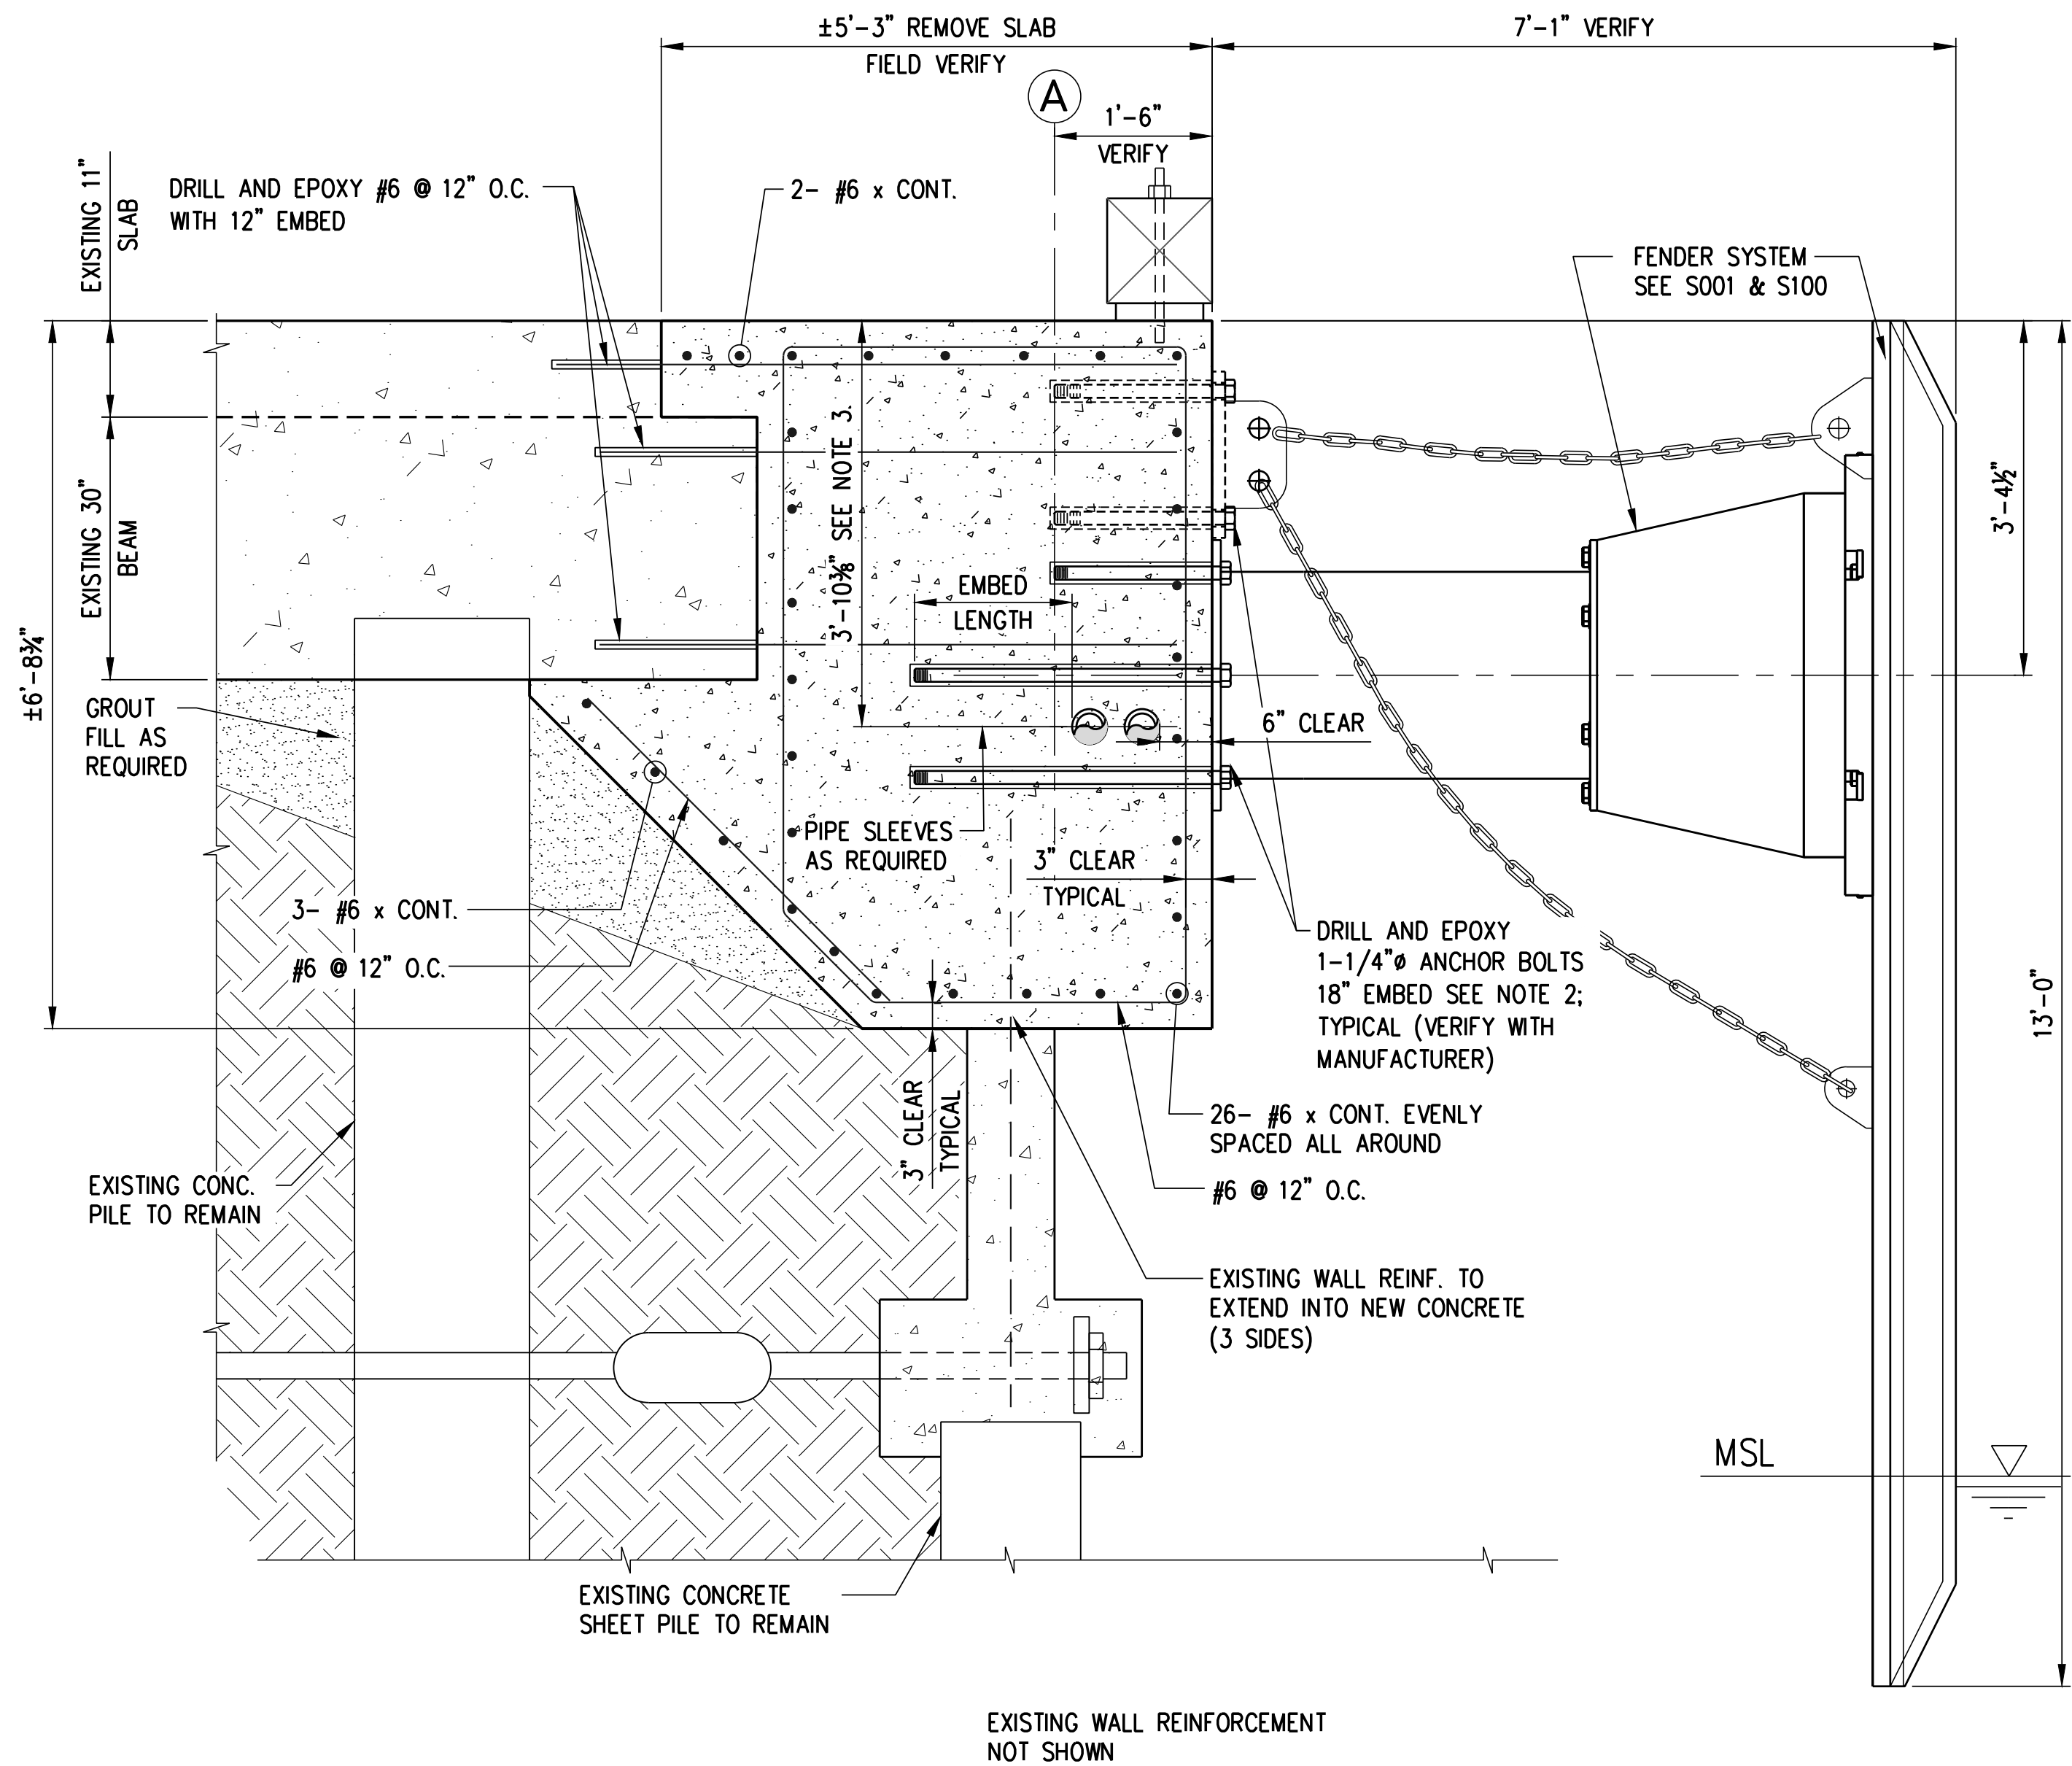 ±5'-3" REMOVE SLAB
FIELD VERIFY
7'-1" VERIFY
A
1'-6"
VERIFY
EXISTING 11"
SLAB
DRILL AND EPOXY #6 @ 12" O.C.
WITH 12" EMBED
2- #6 x CONT.
FENDER SYSTEM
SEE S001 & S100
EXISTING 30"
BEAM
±6'-8¾"
3'-10⅜" SEE NOTE 3.
3'-4½"
EMBED
LENGTH
GROUT
FILL AS
REQUIRED
6" CLEAR
PIPE SLEEVES
AS REQUIRED
3" CLEAR
TYPICAL
3- #6 x CONT.
#6 @ 12" O.C.
DRILL AND EPOXY
1-1/4"ø ANCHOR BOLTS
18" EMBED SEE NOTE 2;
TYPICAL (VERIFY WITH
MANUFACTURER)
13'-0"
3" CLEAR
TYPICAL
26- #6 x CONT. EVENLY
SPACED ALL AROUND
#6 @ 12" O.C.
EXISTING CONC.
PILE TO REMAIN
EXISTING WALL REINF. TO
EXTEND INTO NEW CONCRETE
(3 SIDES)
MSL
EXISTING CONCRETE
SHEET PILE TO REMAIN
EXISTING WALL REINFORCEMENT
NOT SHOWN